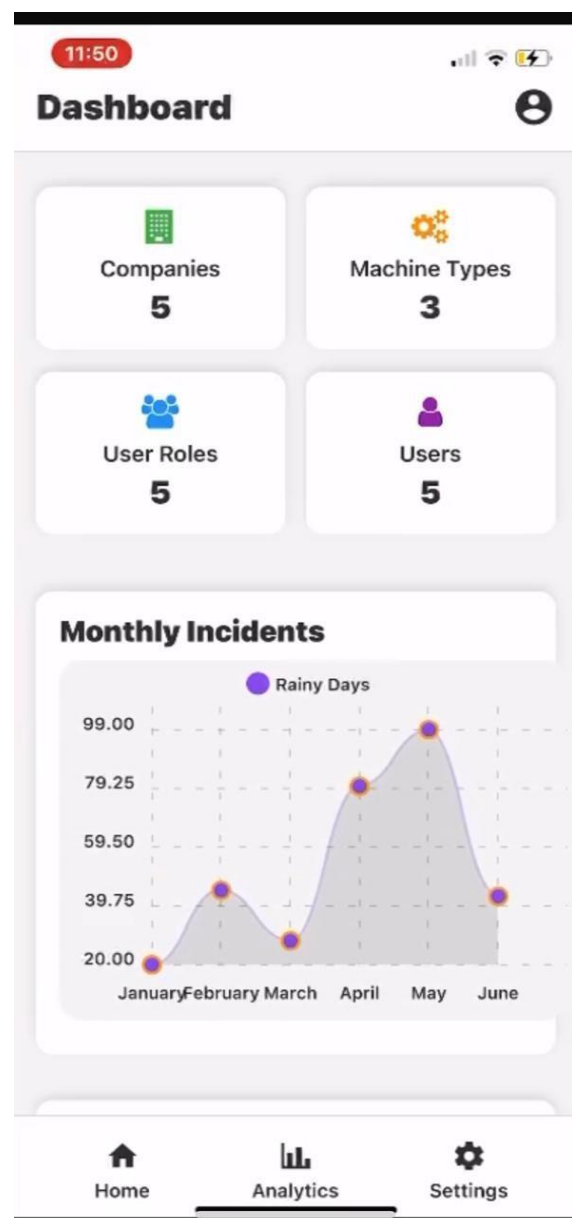 11:50
Dashboard
Companies
5
Machine Types
3
User Roles
5
Users
5
Monthly Incidents
Rainy Days
99.00
79.25
59.50
39.75
20.00
January February March April May June
Home Analytics Settings